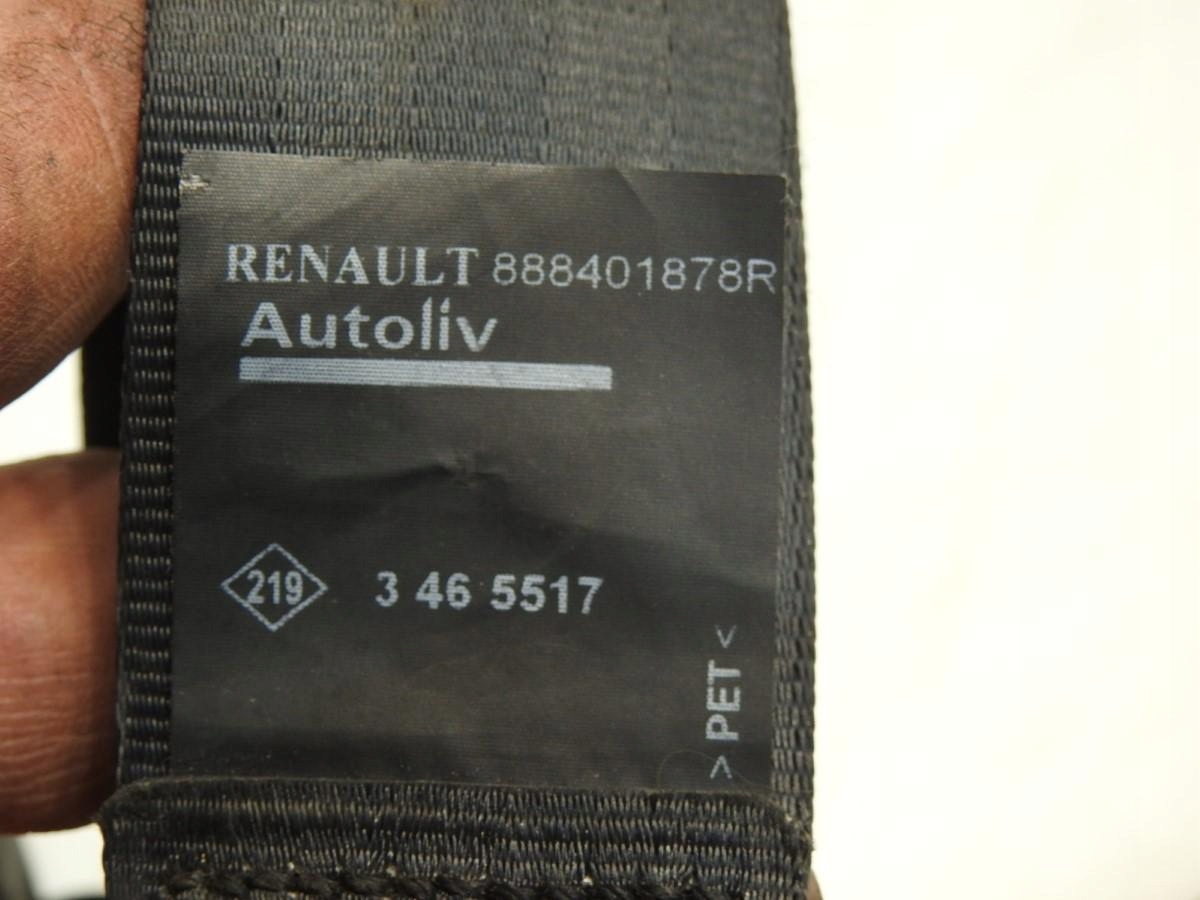 RENAULT 888401878R
Autoliv
219 3 46 5517
> PET <